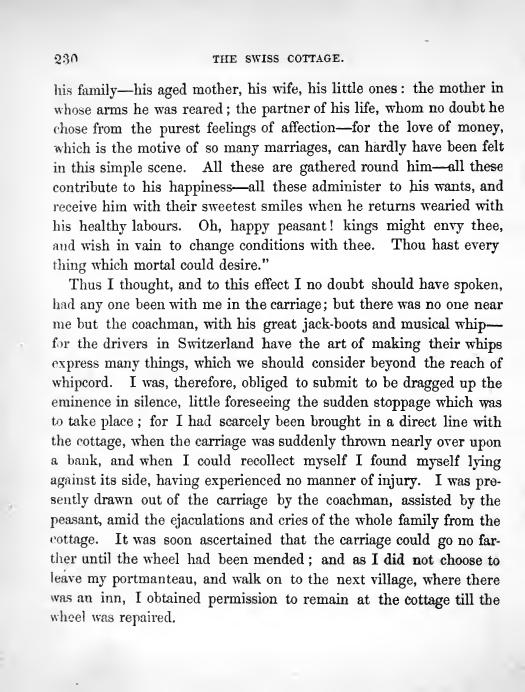 230 THE SWISS COTTAGE.
his family—his aged mother, his wife, his little ones : the mother in
whose arms he was reared ; the partner of his life, whom no doubt he
chose from the purest feelings of affection—for the love of money,
which is the motive of so many marriages, can hardly have been felt
in this simple scene. All these are gathered round him—all these
contribute to his happiness—all these administer to his wants, and
receive him with their sweetest smiles when he returns wearied with
his healthy labours. Oh, happy peasant! kings might envy thee,
and wish in vain to change conditions with thee. Thou hast every
thing which mortal could desire.”
Thus I thought, and to this effect I no doubt should have spoken,
had any one been with me in the carriage; but there was no one near
me but the coachman, with his great jack-boots and musical whip—
for the drivers in Switzerland have the art of making their whips
express many things, which we should consider beyond the reach of
whipcord. I was, therefore, obliged to submit to be dragged up the
eminence in silence, little foreseeing the sudden stoppage which was
to take place ; for I had scarcely been brought in a direct line with
the cottage, when the carriage was suddenly thrown nearly over upon
a bank, and when I could recollect myself I found myself lying
against its side, having experienced no manner of injury. I was pre-
sently drawn out of the carriage by the coachman, assisted by the
peasant, amid the ejaculations and cries of the whole family from the
cottage. It was soon ascertained that the carriage could go no far-
ther until the wheel had been mended ; and as I did not choose to
leave my portmanteau, and walk on to the next village, where there
was an inn, I obtained permission to remain at the cottage till the
wheel was repaired.